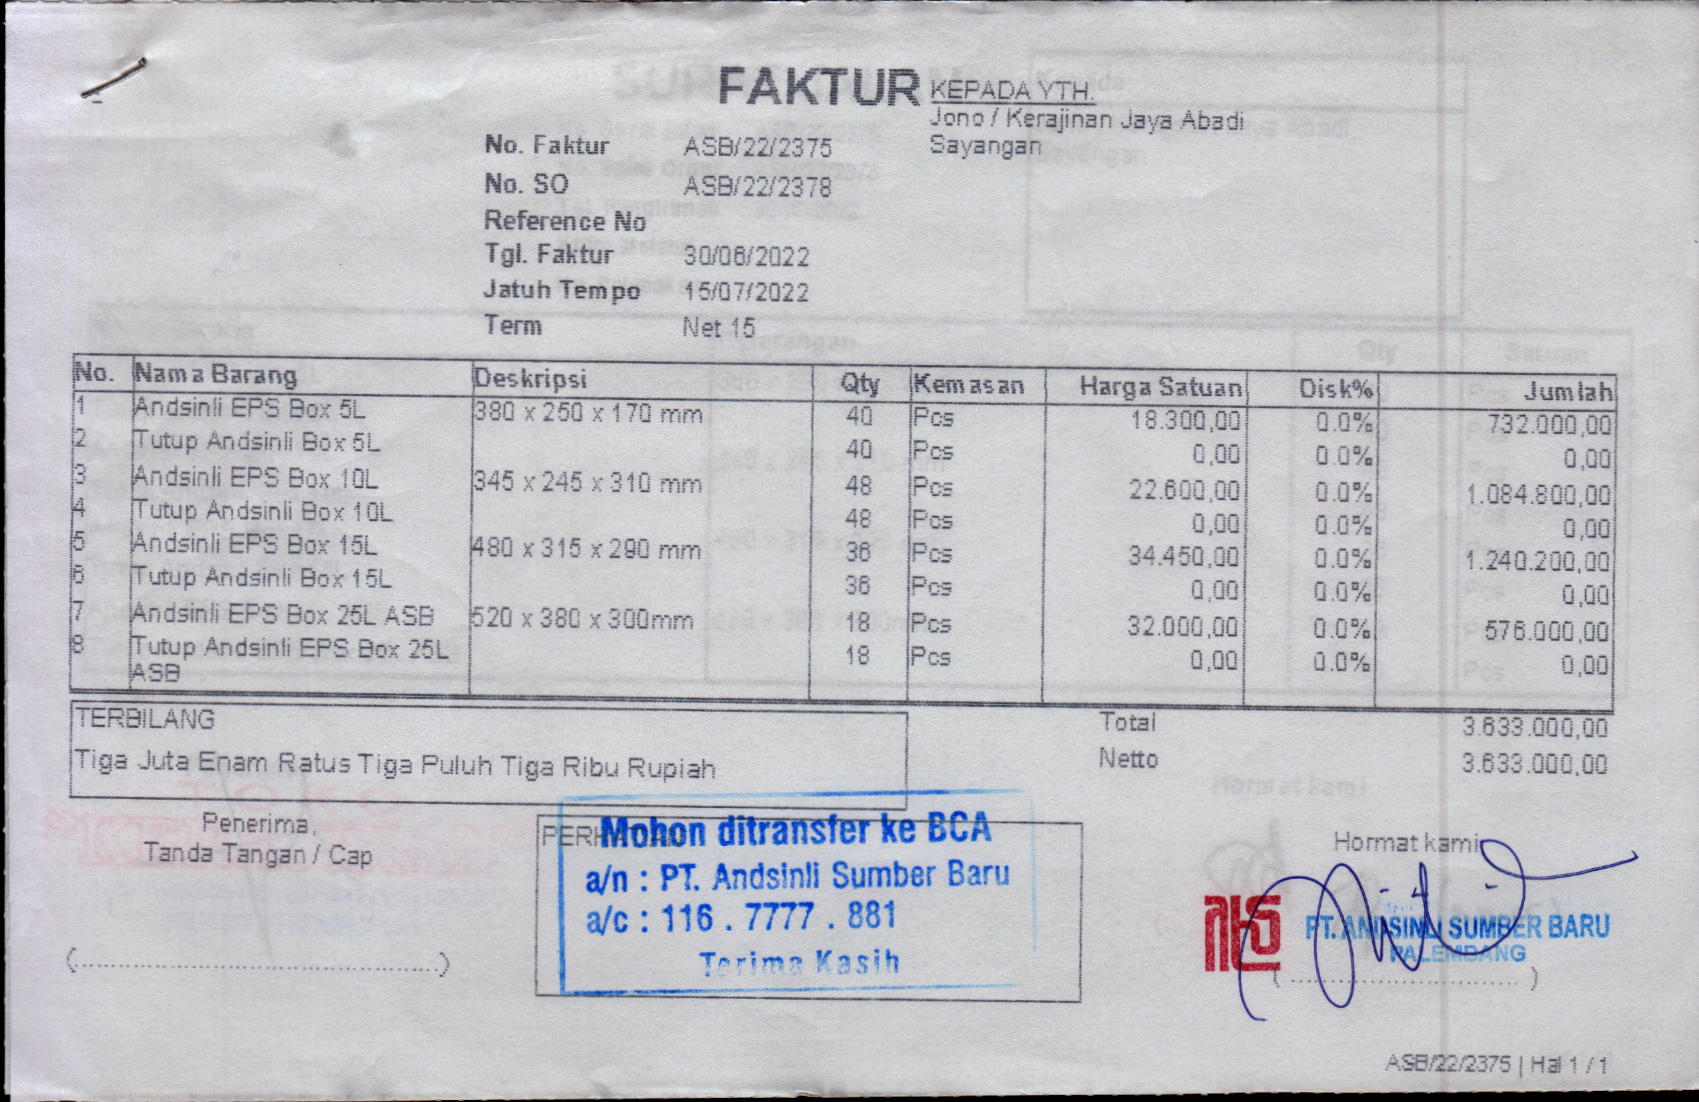 FAKTUR
KEPADA YTH.
Jono / Kerajinan Jaya Abadi
Sayangan
No. Faktur ASB/22/2375
No. SO ASB/22/2378
Reference No
Tgl. Faktur 30/06/2022
Jatuh Tempo 15/07/2022
Term Net 15
No. Nama Barang Deskripsi Qty Kemasan Harga Satuan Disk% Jumlah
1 Andsinli EPS Box 5L 380 x 250 x 170 mm 40 Pcs 18.300,00 0.0% 732.000,00
2 Tutup Andsinli Box 5L 40 Pcs 0,00 0.0% 0,00
3 Andsinli EPS Box 10L 345 x 245 x 310 mm 48 Pcs 22.600,00 0.0% 1.084.800,00
4 Tutup Andsinli Box 10L 48 Pcs 0,00 0.0% 0,00
5 Andsinli EPS Box 15L 480 x 315 x 290 mm 36 Pcs 34.450,00 0.0% 1.240.200,00
6 Tutup Andsinli Box 15L 36 Pcs 0,00 0.0% 0,00
7 Andsinli EPS Box 25L ASB 520 x 380 x 300mm 18 Pcs 32.000,00 0.0% 576.000,00
8 Tutup Andsinli EPS Box 25L 18 Pcs 0,00 0.0% 0,00
ASB
TERBILANG
Tiga Juta Enam Ratus Tiga Puluh Tiga Ribu Rupiah
Total 3.633.000,00
Netto 3.633.000,00
Penerima,
Tanda Tangan / Cap
(......................................................)
Mohon ditransfer ke BCA
a/n : PT. Andsinli Sumber Baru
a/c : 116 . 7777 . 881
Terima Kasih
Hormat kami
PT. ANDSINLI SUMBER BARU
PALEMBANG
(..................................)
ASB/22/2375 | Hal 1 / 1